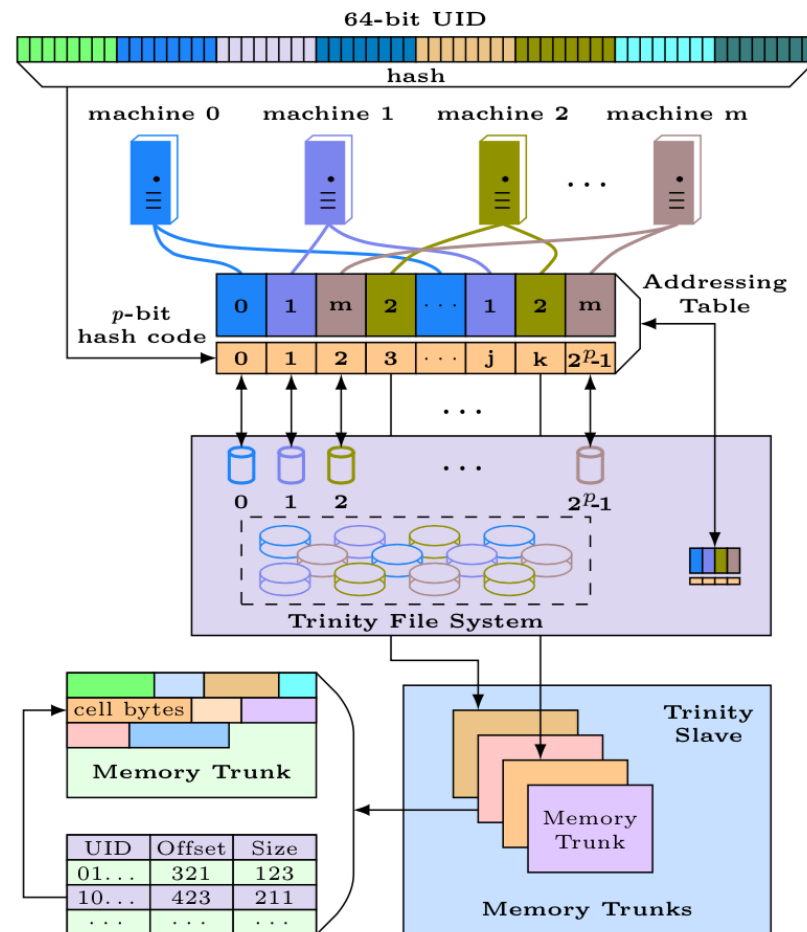 64-bit UID
hash
machine 0 machine 1 machine 2 machine m
. . .
0 1 m 2 · · · 1 2 m
Addressing
Table
p-bit
hash code
0 1 2 3 · · · j k 2^p-1
. . .
. . .
0 1 2 2^p-1
Trinity File System
cell bytes
Memory Trunk
Trinity
Slave
Memory
Trunk
Memory Trunks
UID Offset Size
01... 321 123
10... 423 211
· · · · · · · · ·